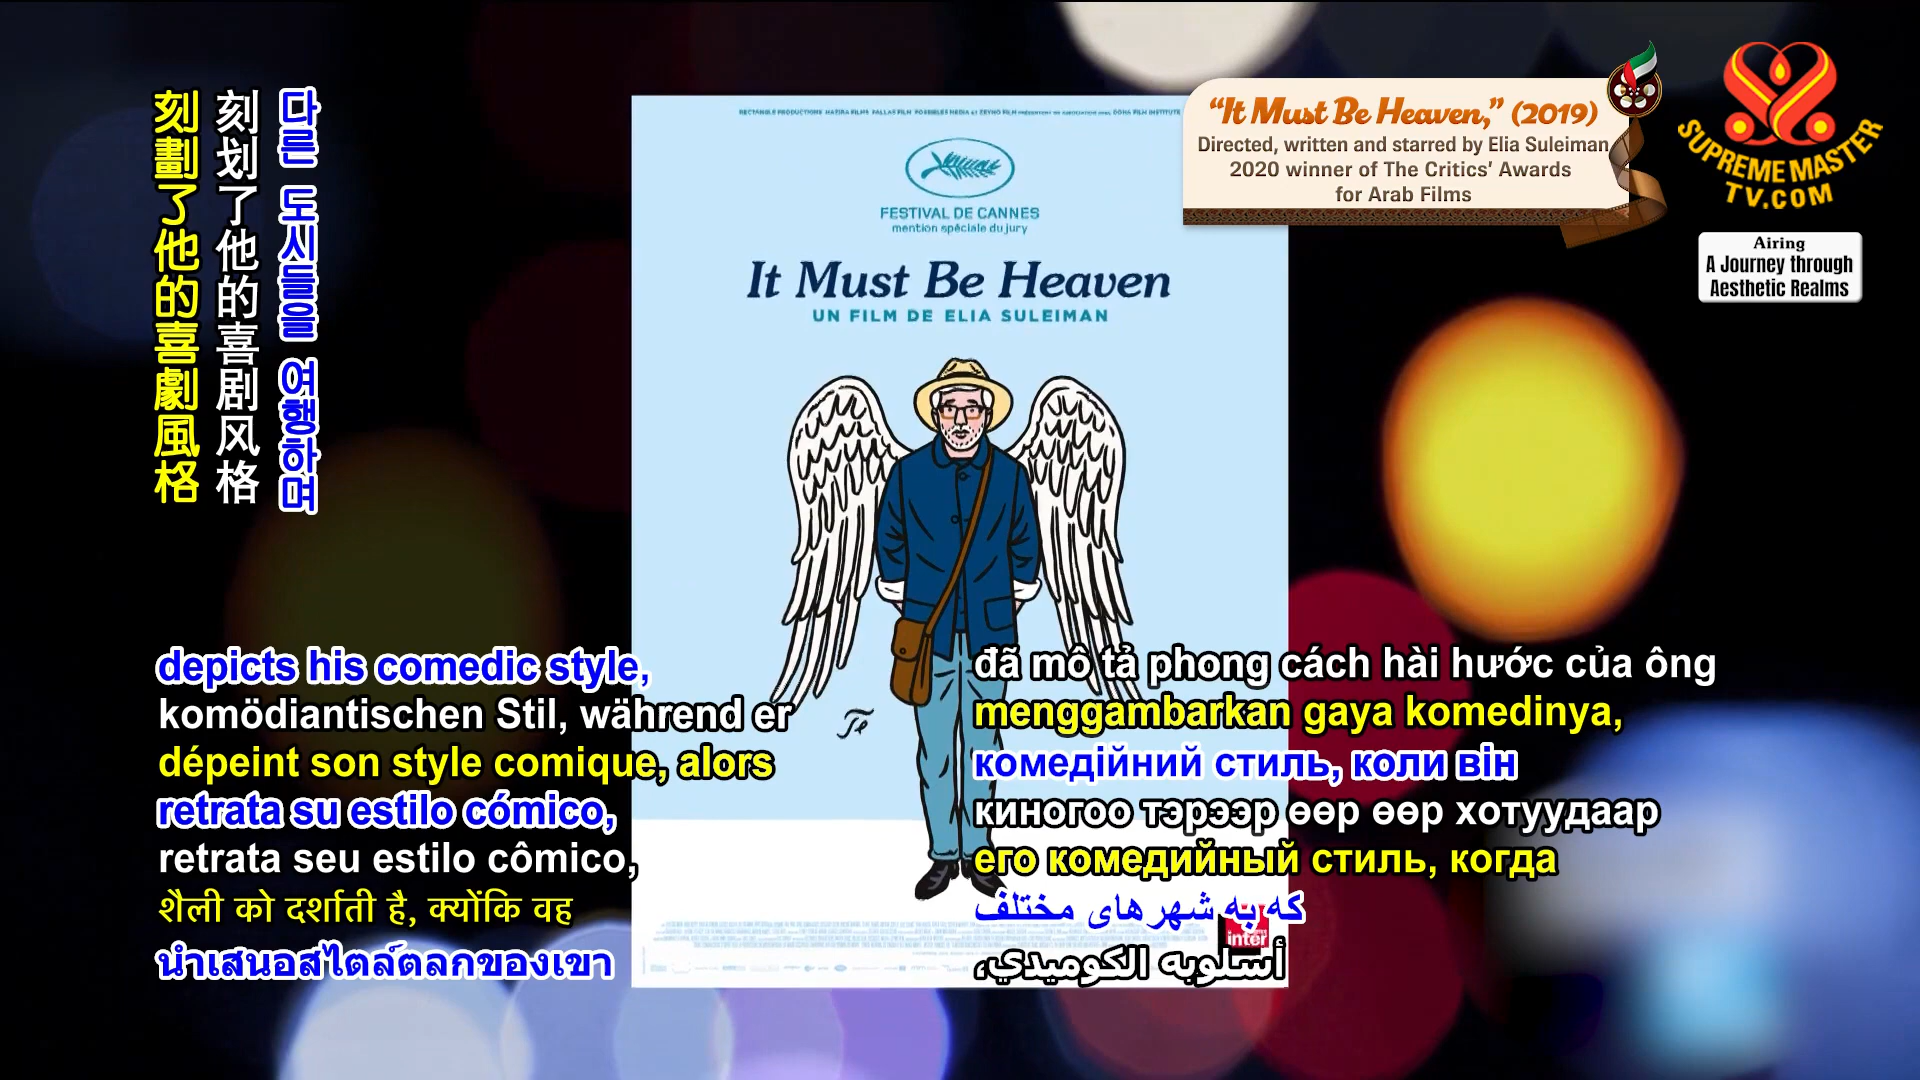 刻劃了他的喜劇風格
刻划了他的喜剧风格
다른 도시들을 여행하며
FESTIVAL DE CANNES
mention spéciale du jury
It Must Be Heaven
UN FILM DE ELIA SULEIMAN
“It Must Be Heaven,” (2019)
Directed, written and starred by Elia Suleiman
2020 winner of The Critics’ Awards
for Arab Films
SUPREME MASTER
TV.COM
Airing
A Journey through
Aesthetic Realms
depicts his comedic style,
komödiantischen Stil, während er
dépeint son style comique, alors
retrata su estilo cómico,
retrata seu estilo cômico,
शैली को दर्शाती है, क्योंकि वह
นำเสนอสไตล์ตลกของเขา
đã mô tả phong cách hài hước của ông
menggambarkan gaya komedinya,
комедійний стиль, коли він
киногоо тэрээр өөр өөр хотуудаар
его комедийный стиль, когда
که به شهرهای مختلف
أسلوبه الكوميدي،
inter